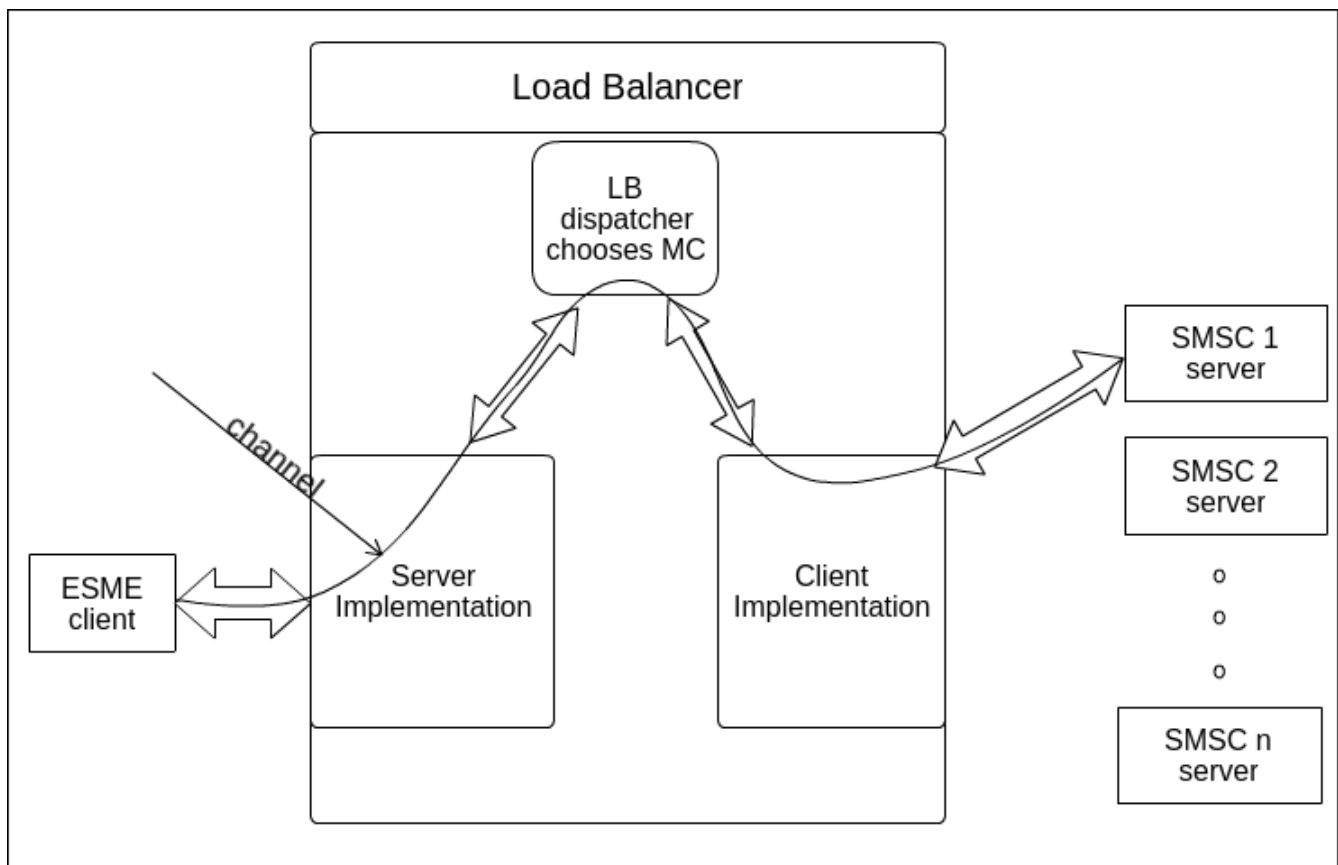 Load Balancer
LB
dispatcher
chooses MC
channel
ESME
client
Server
Implementation
Client
Implementation
SMSC 1
server
SMSC 2
server
o
o
o
SMSC n
server